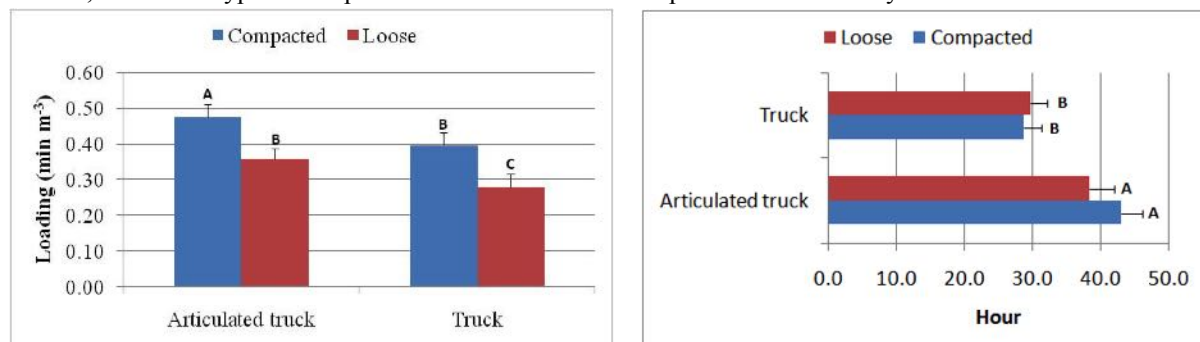 Compacted Loose
0.60
0.50
0.40
0.30
0.20
0.10
0.00
Loading (min m⁻³)
A
B
B
C
Articulated truck Truck
Loose Compacted
Truck
B
B
Articulated truck
A
A
0.0 10.0 20.0 30.0 40.0 50.0
Hour